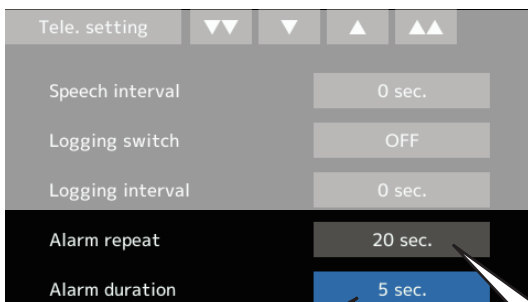 Tele. setting ▼▼ ▼ ▲ ▲▲
Speech interval 0 sec.
Logging switch OFF
Logging interval 0 sec.
Alarm repeat 20 sec.
Alarm duration 5 sec.